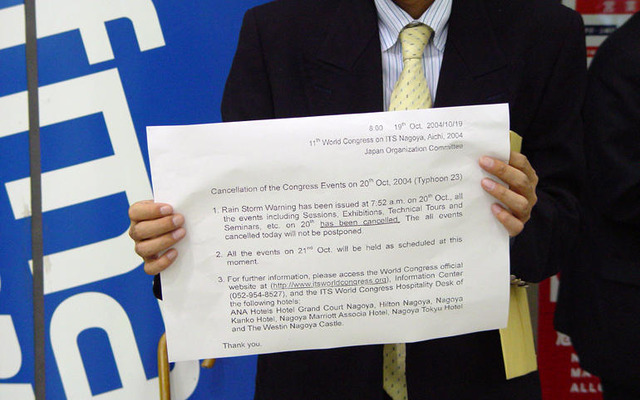 8:00 19th Oct, 2004/10/19
11th World Congress on ITS Nagoya, Aichi, 2004
Japan Organization Committee
Cancellation of the Congress Events on 20th Oct, 2004 (Typhoon 23)
1. Rain Storm Warning has been issued at 7:52 a.m. on 20th Oct., all
the events including Sessions, Exhibitions, Technical Tours and
Seminars, etc. on 20th has been cancelled. The all events
cancelled today will not be postponed.
2. All the events on 21nd Oct. will be held as scheduled at this
moment.
3. For further information, please access the World Congress official
website at (http://www.itsworldcongress.org), Information Center
(052-954-8527), and the ITS World Congress Hospitality Desk of
the following hotels:
ANA Hotels Hotel Grand Court Nagoya, Hilton Nagoya, Nagoya
Kanko Hotel, Nagoya Marriott Associa Hotel, Nagoya Tokyu Hotel
and The Westin Nagoya Castle.
Thank you.